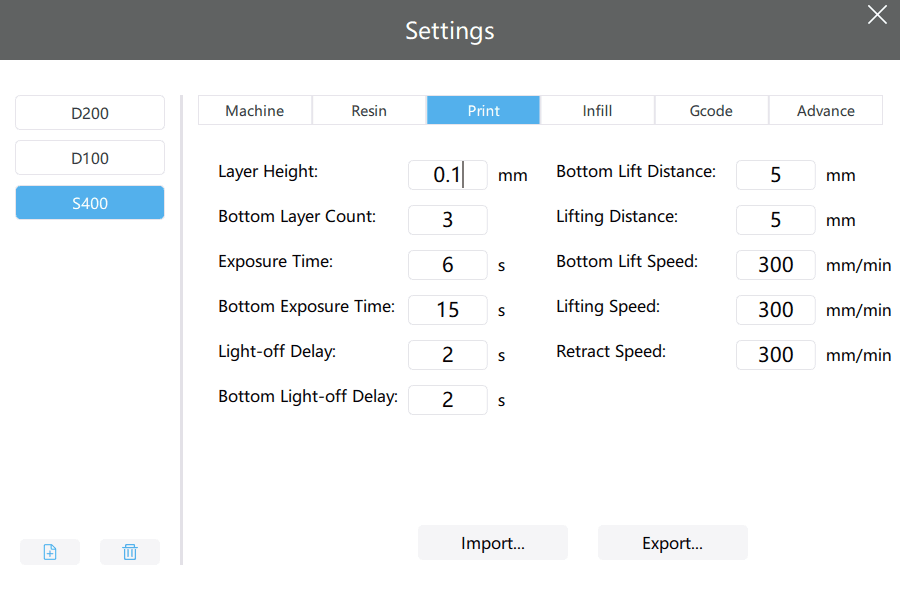 Settings
D200
D100
S400
Machine Resin Print Infill Gcode Advance
Layer Height: 0.1 mm
Bottom Layer Count: 3
Exposure Time: 6 s
Bottom Exposure Time: 15 s
Light-off Delay: 2 s
Bottom Light-off Delay: 2 s
Bottom Lift Distance: 5 mm
Lifting Distance: 5 mm
Bottom Lift Speed: 300 mm/min
Lifting Speed: 300 mm/min
Retract Speed: 300 mm/min
Import... Export...